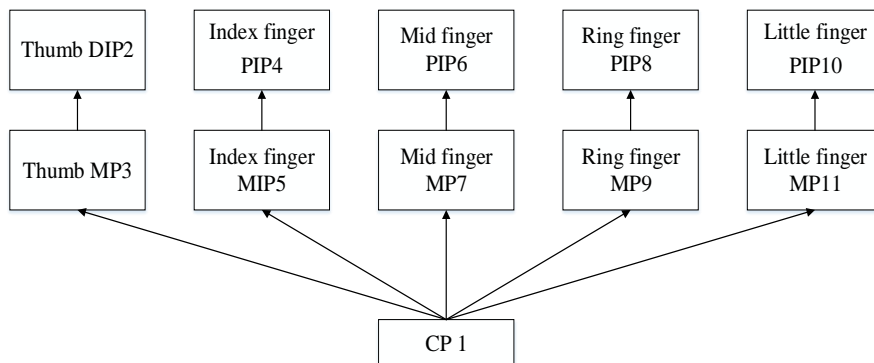 Thumb DIP2
Index finger
PIP4
Mid finger
PIP6
Ring finger
PIP8
Little finger
PIP10
Thumb MP3
Index finger
MIP5
Mid finger
MP7
Ring finger
MP9
Little finger
MP11
CP 1